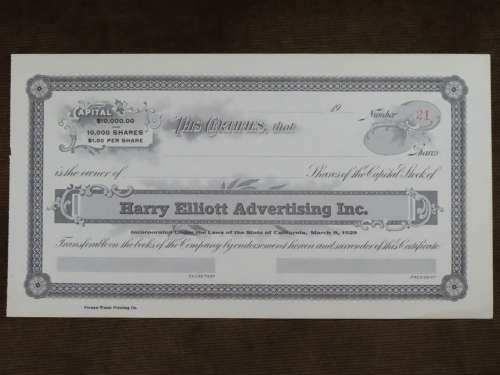 CAPITAL
$10,000.00
10,000 SHARES
$1.00 PER SHARE
19
Number
21
This Certifies, that
Shares
is the owner of Shares of the Capital Stock of
Harry Elliott Advertising Inc.
Incorporated Under the Laws of the State of California, March 9, 1929
Transferable on the books of the Company by endorsement hereon and surrender of this Certificate
SECRETARY
PRESIDENT
Printing Co.